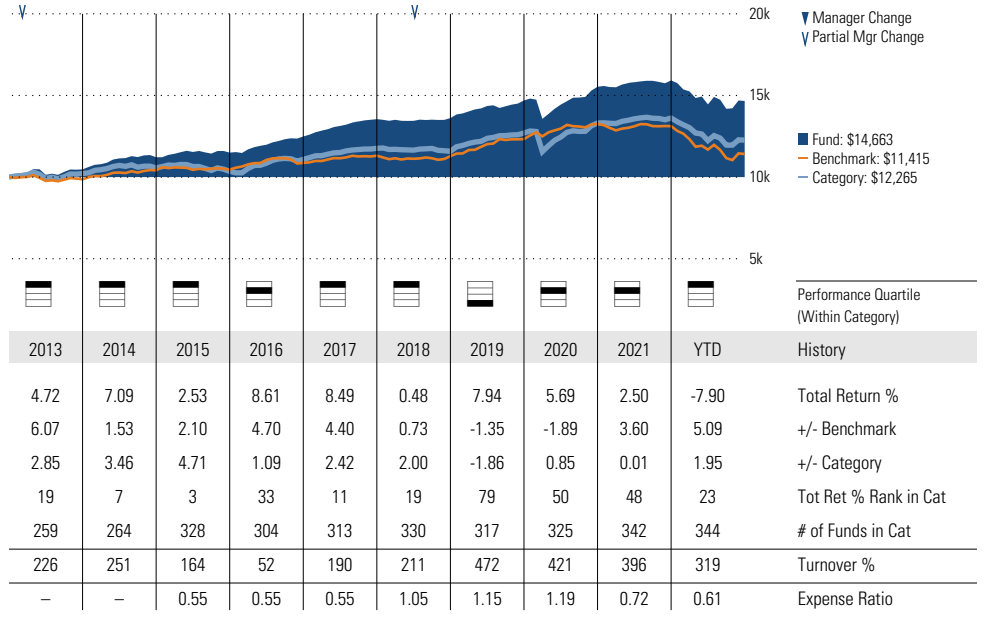 20k
Manager Change
Partial Mgr Change
15k
Fund: $14,663
Benchmark: $11,415
10k
Category: $12,265
5k
Performance Quartile
(Within Category)
2013 2014 2015 2016 2017 2018 2019 2020 2021 YTD History
4.72 7.09 2.53 8.61 8.49 0.48 7.94 5.69 2.50 -7.90 Total Return %
6.07 1.53 2.10 4.70 4.40 0.73 -1.35 -1.89 3.60 5.09 +/- Benchmark
2.85 3.46 4.71 1.09 2.42 2.00 -1.86 0.85 0.01 1.95 +/- Category
19 7 3 33 11 19 79 50 48 23 Tot Ret % Rank in Cat
259 264 328 304 313 330 317 325 342 344 # of Funds in Cat
226 251 164 52 190 211 472 421 396 319 Turnover %
– – 0.55 0.55 0.55 1.05 1.15 1.19 0.72 0.61 Expense Ratio